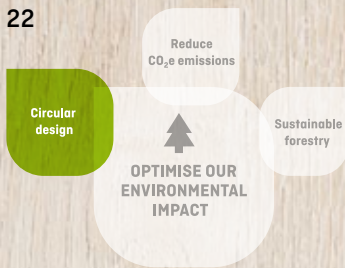 22
Reduce
CO₂e emissions
Circular
design
Sustainable
forestry
OPTIMISE OUR
ENVIRONMENTAL
IMPACT